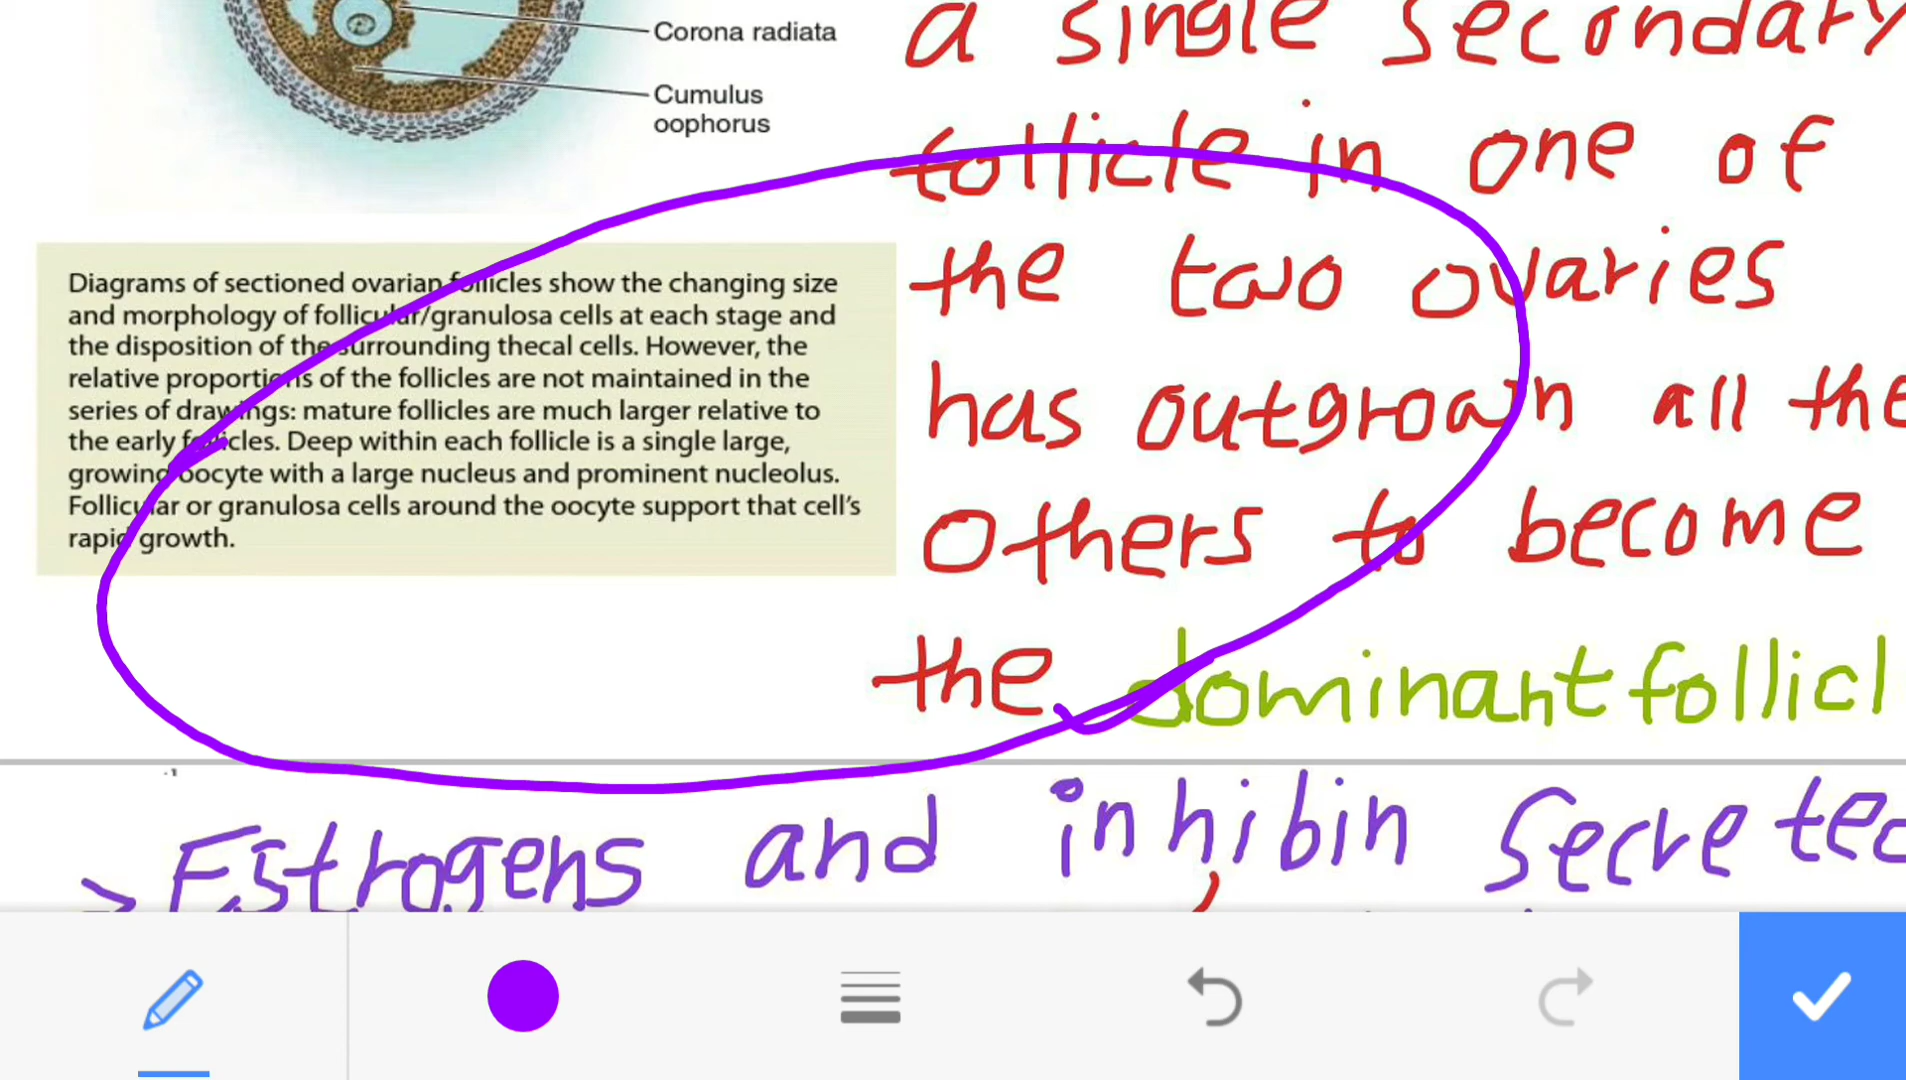 Corona radiata
Cumulus
oophorus
Diagrams of sectioned ovarian follicles show the changing size
and morphology of follicular/granulosa cells at each stage and
the disposition of the surrounding thecal cells. However, the
relative proportions of the follicles are not maintained in the
series of drawings: mature follicles are much larger relative to
the early follicles. Deep within each follicle is a single large,
growing oocyte with a large nucleus and prominent nucleolus.
Follicular or granulosa cells around the oocyte support that cell's
rapid growth.
a single secondary
follicle in one of
the two ovaries
has outgrown all the
others to become
the dominant follicl
Estrogens and inhibin secreted